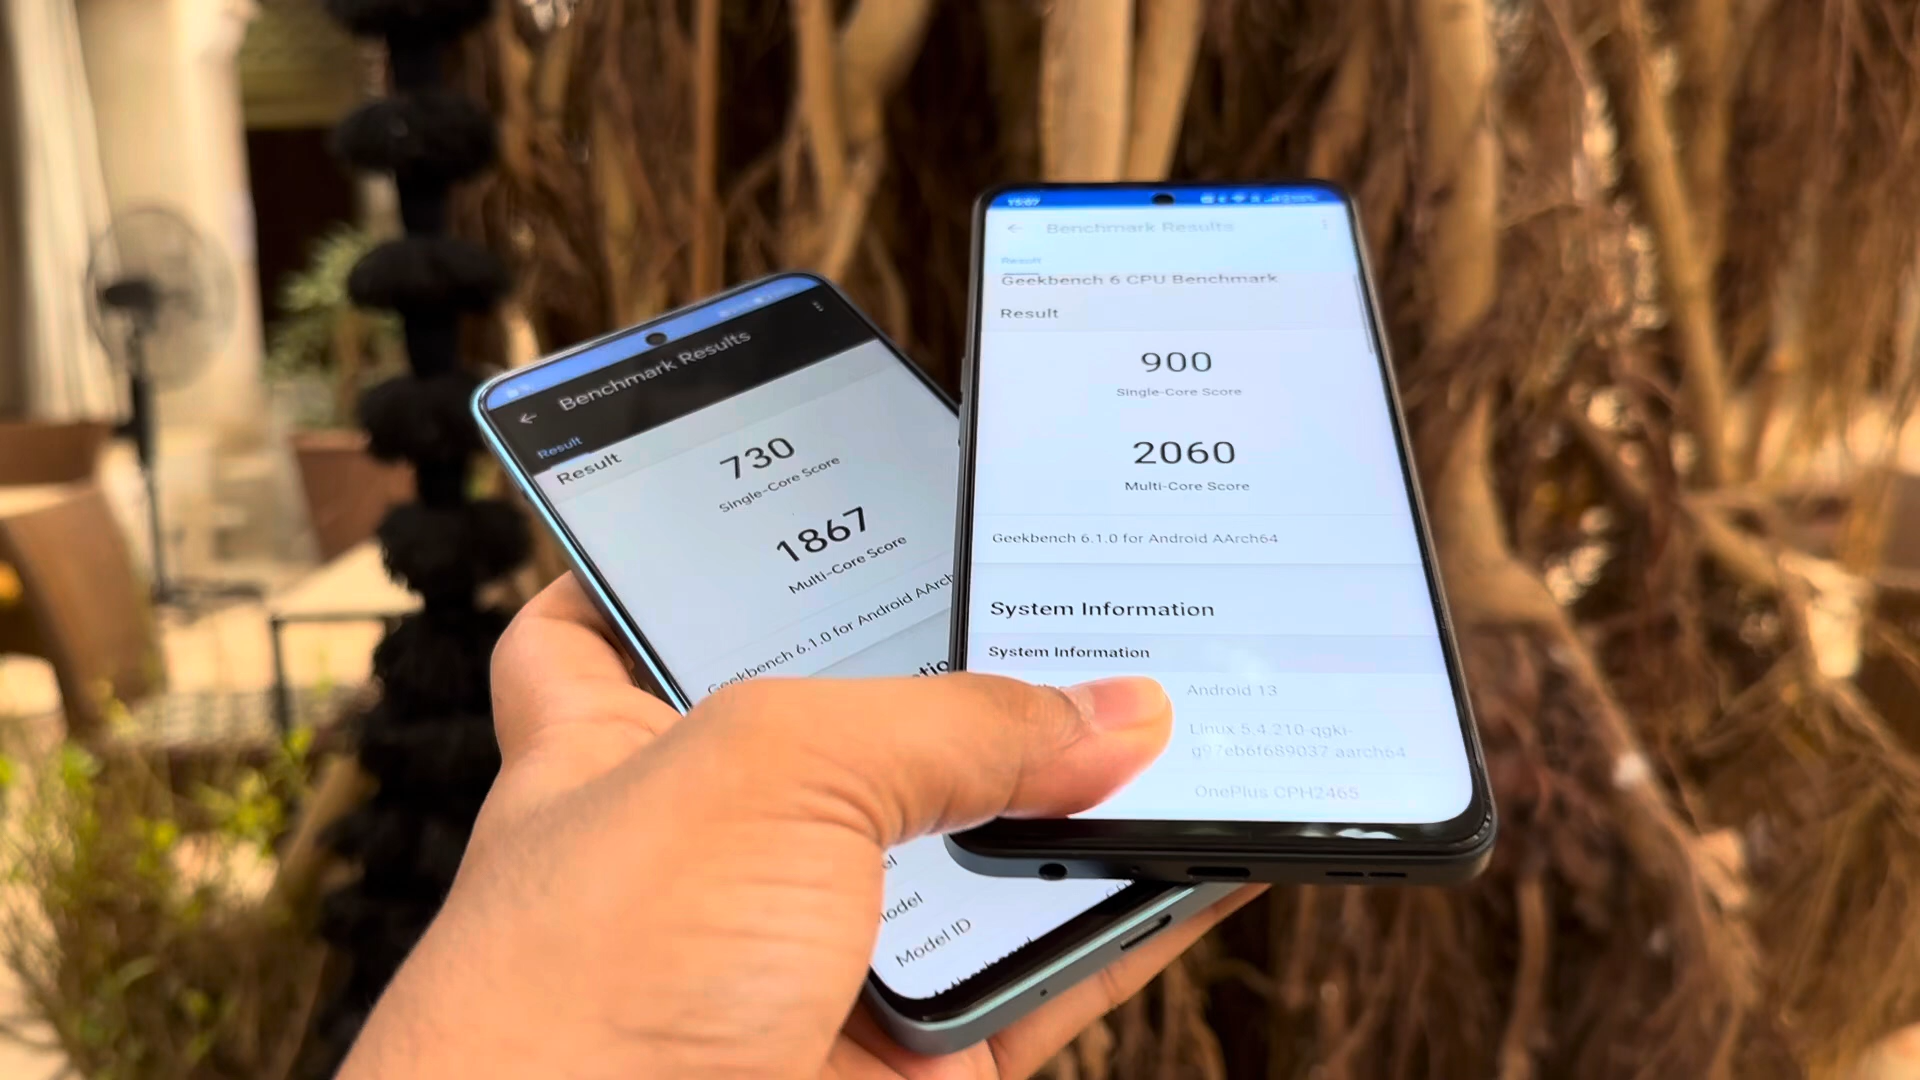 Benchmark Results
Result
Result
730
Single-Core Score
1867
Multi-Core Score
Geekbench 6.1.0 for Android AArch
Model ID
15:07
Benchmark Results
Result
Geekbench 6 CPU Benchmark
Result
900
Single-Core Score
2060
Multi-Core Score
Geekbench 6.1.0 for Android AArch64
System Information
System Information
Android 13
Linux 5.4.210-qgki-
g97eb6f689037 aarch64
OnePlus CPH2465